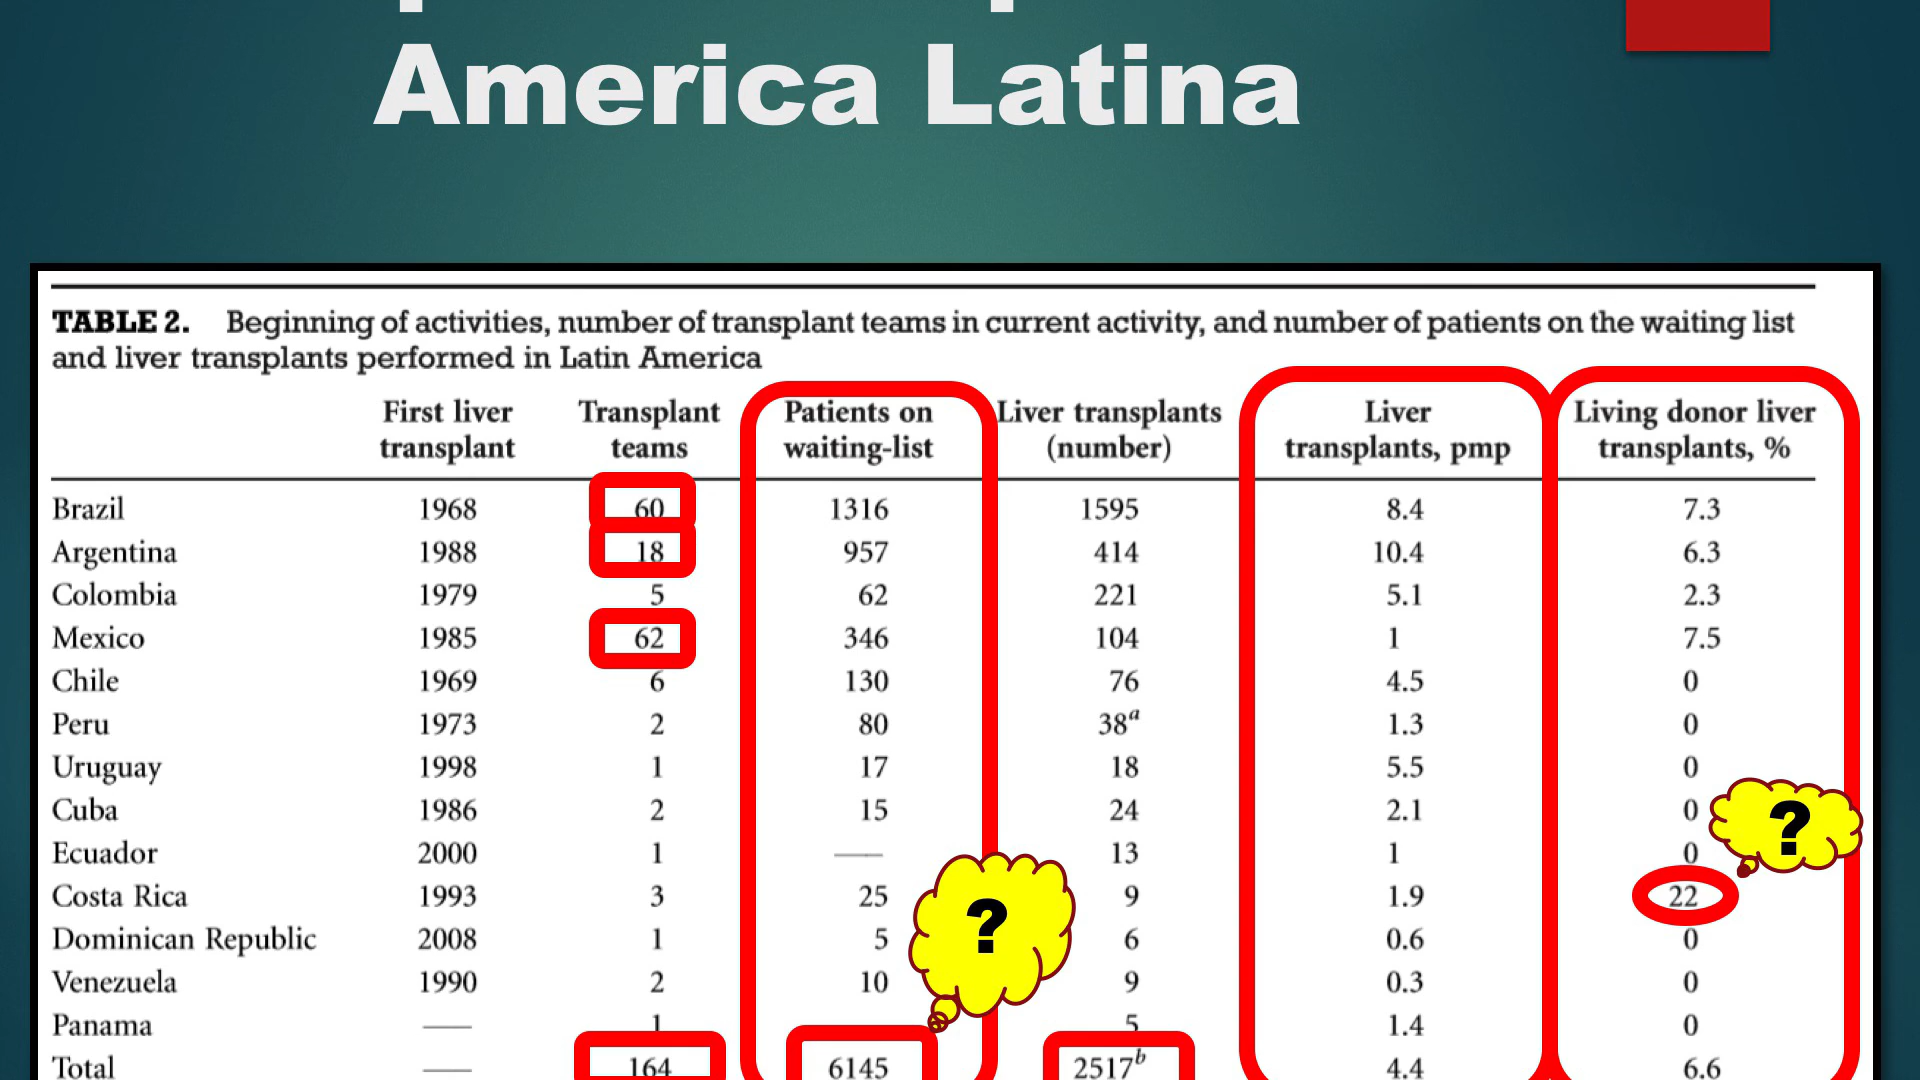 America Latina
TABLE 2. Beginning of activities, number of transplant teams in current activity, and number of patients on the waiting list
and liver transplants performed in Latin America
First liver transplant Transplant teams Patients on waiting-list Liver transplants (number) Liver transplants, pmp Living donor liver transplants, %
Brazil 1968 60 1316 1595 8.4 7.3
Argentina 1988 18 957 414 10.4 6.3
Colombia 1979 5 62 221 5.1 2.3
Mexico 1985 62 346 104 1 7.5
Chile 1969 6 130 76 4.5 0
Peru 1973 2 80 38a 1.3 0
Uruguay 1998 1 17 18 5.5 0
Cuba 1986 2 15 24 2.1 0 ?
Ecuador 2000 1 — 13 1 0
Costa Rica 1993 3 25 ? 9 1.9 22
Dominican Republic 2008 1 5 6 0.6 0
Venezuela 1990 2 10 9 0.3 0
Panama — 1 5 1.4 0
Total — 164 6145 2517b 4.4 6.6